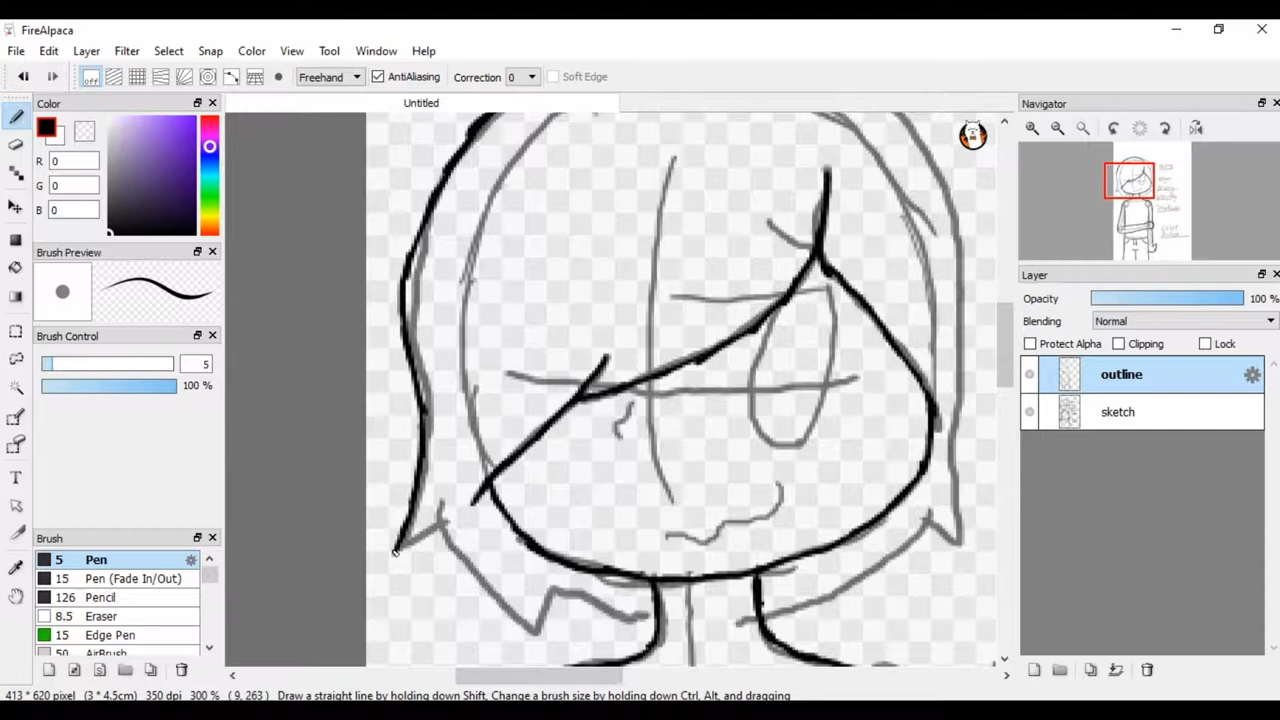 FireAlpaca
File Edit Layer Filter Select Snap Color View Tool Window Help
off Freehand AntiAliasing Correction 0 Soft Edge
Color
Untitled
Navigator
R 0
G 0
B 0
Brush Preview
Layer
Opacity 100 %
Blending Normal
Brush Control
Protect Alpha Clipping Lock
5
outline
100 %
sketch
Brush
5 Pen
15 Pen (Fade In/Out)
126 Pencil
8.5 Eraser
15 Edge Pen
50 AirBrush
413 * 620 pixel (3 * 4.5cm) 350 dpi 300 % ( 9, 263 ) Draw a straight line by holding down Shift, Change a brush size by holding down Ctrl, Alt, and dragging